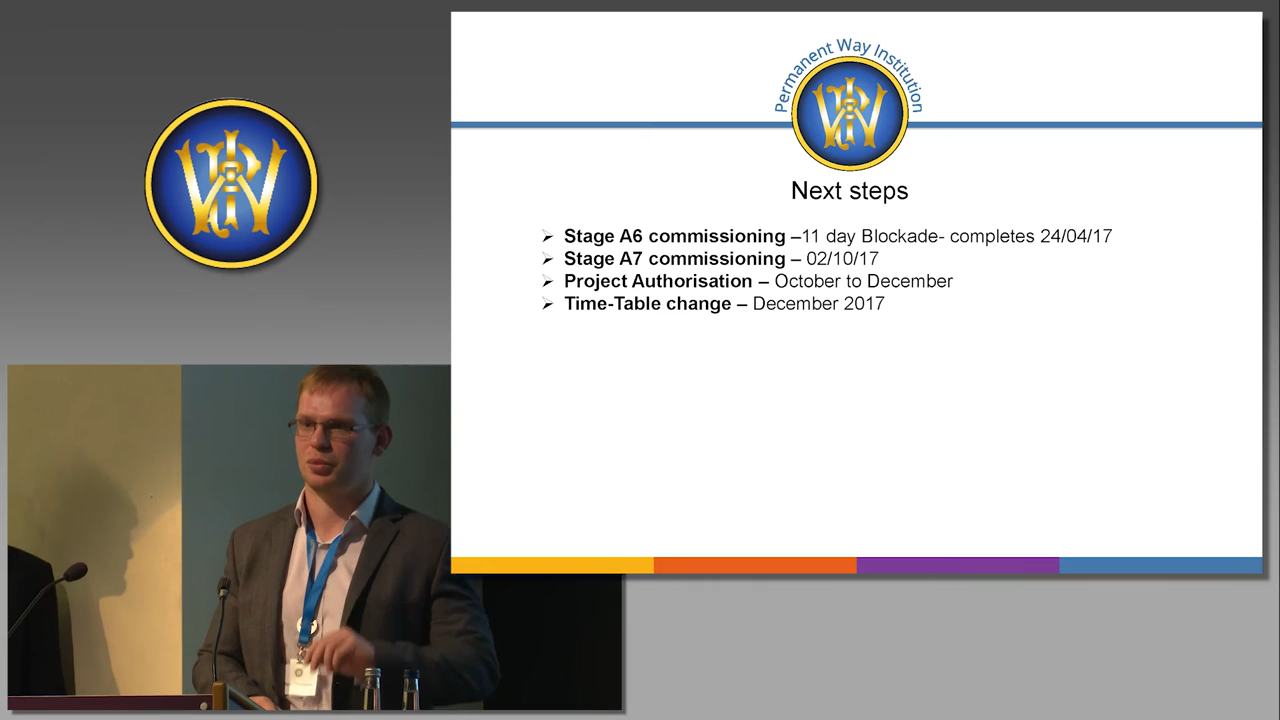 Permanent Way Institution
Next steps
Stage A6 commissioning –11 day Blockade- completes 24/04/17
Stage A7 commissioning – 02/10/17
Project Authorisation – October to December
Time-Table change – December 2017